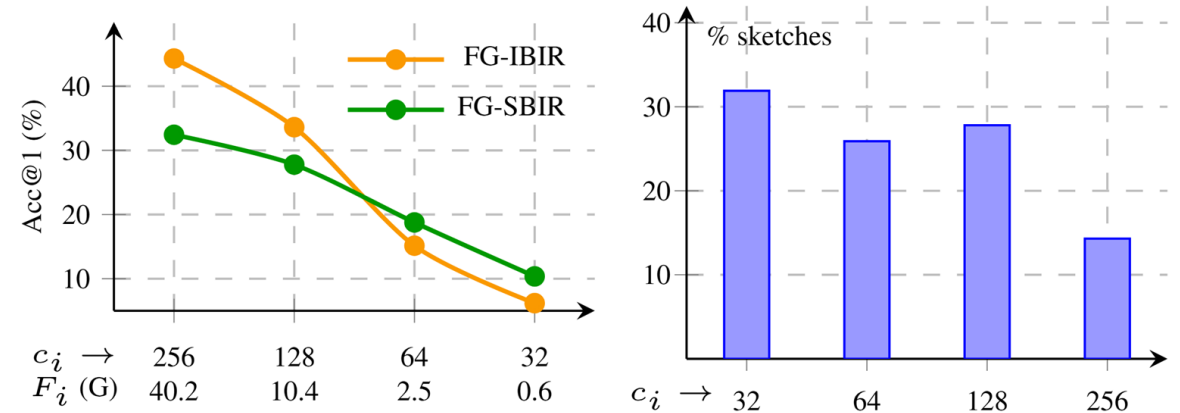 FG-IBIR
FG-SBIR
Acc@1 (%)
40
30
20
10
c_i → 256 128 64 32
F_i (G) 40.2 10.4 2.5 0.6
% sketches
40
30
20
10
c_i → 32 64 128 256